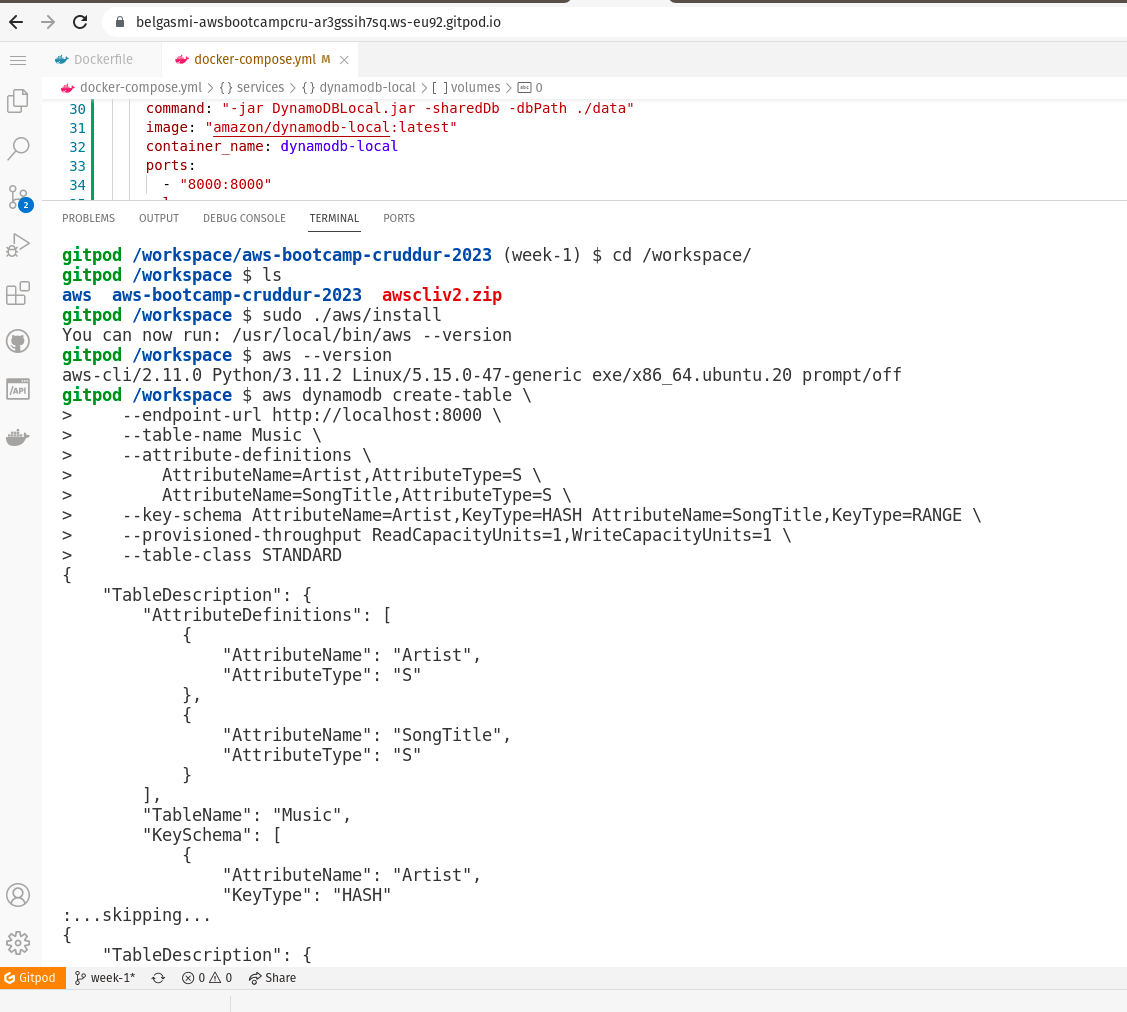 belgasmi-awsbootcampcru-ar3gssih7sq.ws-eu92.gitpod.io
Dockerfile
docker-compose.yml M
docker-compose.yml > {} services > {} dynamodb-local > [ ] volumes > abc 0
30 command: "-jar DynamoDBLocal.jar -sharedDb -dbPath ./data"
31 image: "amazon/dynamodb-local:latest"
32 container_name: dynamodb-local
33 ports:
34 - "8000:8000"
PROBLEMS OUTPUT DEBUG CONSOLE TERMINAL PORTS
2
/API
gitpod /workspace/aws-bootcamp-cruddur-2023 (week-1) $ cd /workspace/
gitpod /workspace $ ls
aws  aws-bootcamp-cruddur-2023  awscliv2.zip
gitpod /workspace $ sudo ./aws/install
You can now run: /usr/local/bin/aws --version
gitpod /workspace $ aws --version
aws-cli/2.11.0 Python/3.11.2 Linux/5.15.0-47-generic exe/x86_64.ubuntu.20 prompt/off
gitpod /workspace $ aws dynamodb create-table \
>     --endpoint-url http://localhost:8000 \
>     --table-name Music \
>     --attribute-definitions \
>         AttributeName=Artist,AttributeType=S \
>         AttributeName=SongTitle,AttributeType=S \
>     --key-schema AttributeName=Artist,KeyType=HASH AttributeName=SongTitle,KeyType=RANGE \
>     --provisioned-throughput ReadCapacityUnits=1,WriteCapacityUnits=1 \
>     --table-class STANDARD
{
    "TableDescription": {
        "AttributeDefinitions": [
            {
                "AttributeName": "Artist",
                "AttributeType": "S"
            },
            {
                "AttributeName": "SongTitle",
                "AttributeType": "S"
            }
        ],
        "TableName": "Music",
        "KeySchema": [
            {
                "AttributeName": "Artist",
                "KeyType": "HASH"
:...skipping...
{
    "TableDescription": {
Gitpod week-1* 0 0 Share